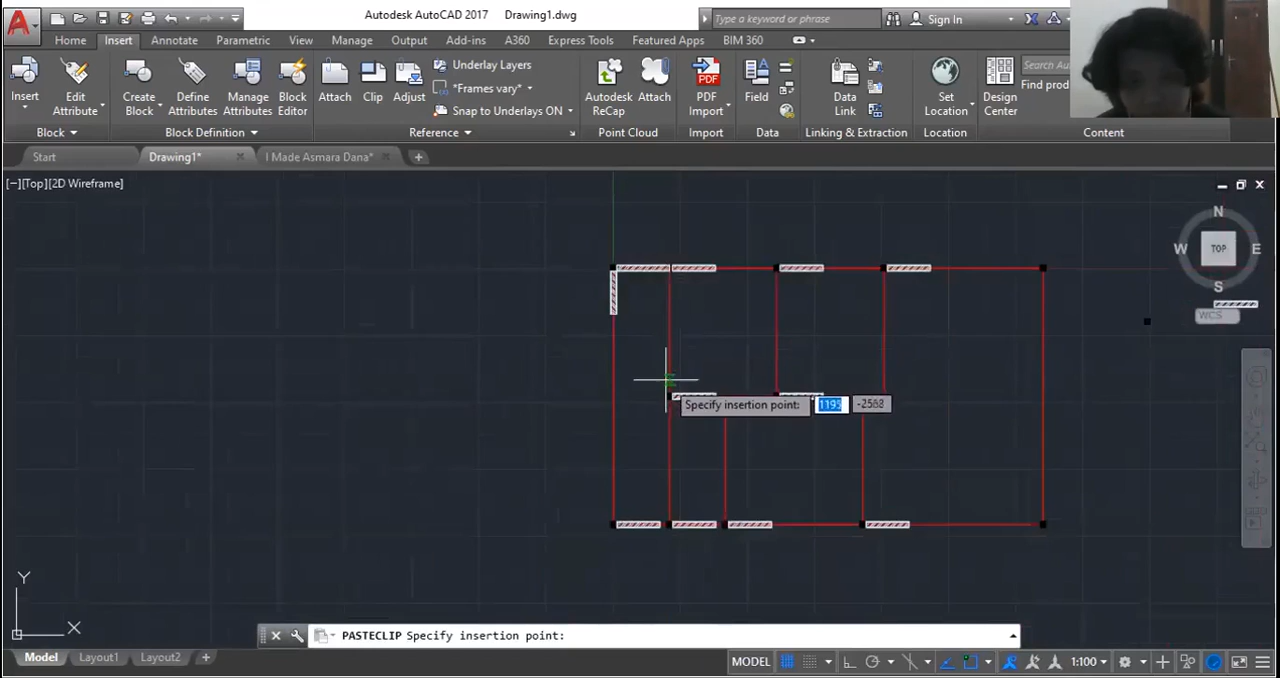 Autodesk AutoCAD 2017 Drawing1.dwg
Type a keyword or phrase
Sign In
Home Insert Annotate Parametric View Manage Output Add-ins A360 Express Tools Featured Apps BIM 360
Insert
Edit Attribute
Create Block
Define Attributes
Manage Attributes
Block Editor
Attach
Clip
Adjust
Underlay Layers
*Frames vary*
Snap to Underlays ON
Autodesk ReCap
Attach
PDF Import
Field
Data Link
Set Location
Design Center
Search Auto
Find prod
Block
Block Definition
Reference
Point Cloud
Import
Data
Linking & Extraction
Location
Content
Start Drawing1* I Made Asmara Dana*
[−][Top][2D Wireframe]
N
W TOP E
S
WCS
Specify insertion point: -2568
Y
X
PASTECLIP Specify insertion point:
Model Layout1 Layout2
MODEL 1:100